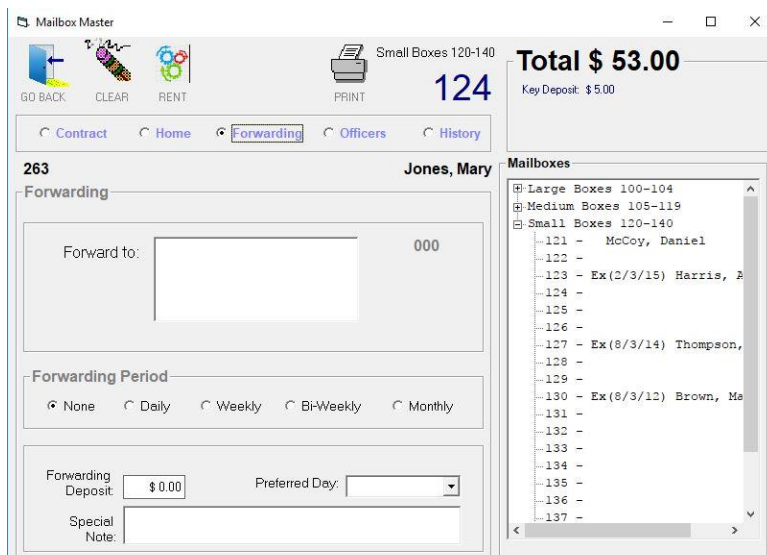 Mailbox Master
GO BACK
CLEAR
RENT
PRINT
Small Boxes 120-140
124
Total $ 53.00
Key Deposit: $ 5.00
Contract
Home
Forwarding
Officers
History
263
Jones, Mary
Forwarding
Forward to:
000
Forwarding Period
None
Daily
Weekly
Bi-Weekly
Monthly
Forwarding
Deposit:
$ 0.00
Preferred Day:
Special
Note:
Mailboxes
Large Boxes 100-104
Medium Boxes 105-119
Small Boxes 120-140
121 - McCoy, Daniel
122 -
123 - Ex(2/3/15) Harris, A
124 -
125 -
126 -
127 - Ex(8/3/14) Thompson,
128 -
129 -
130 - Ex(8/3/12) Brown, Ma
131 -
132 -
133 -
134 -
135 -
136 -
137 -